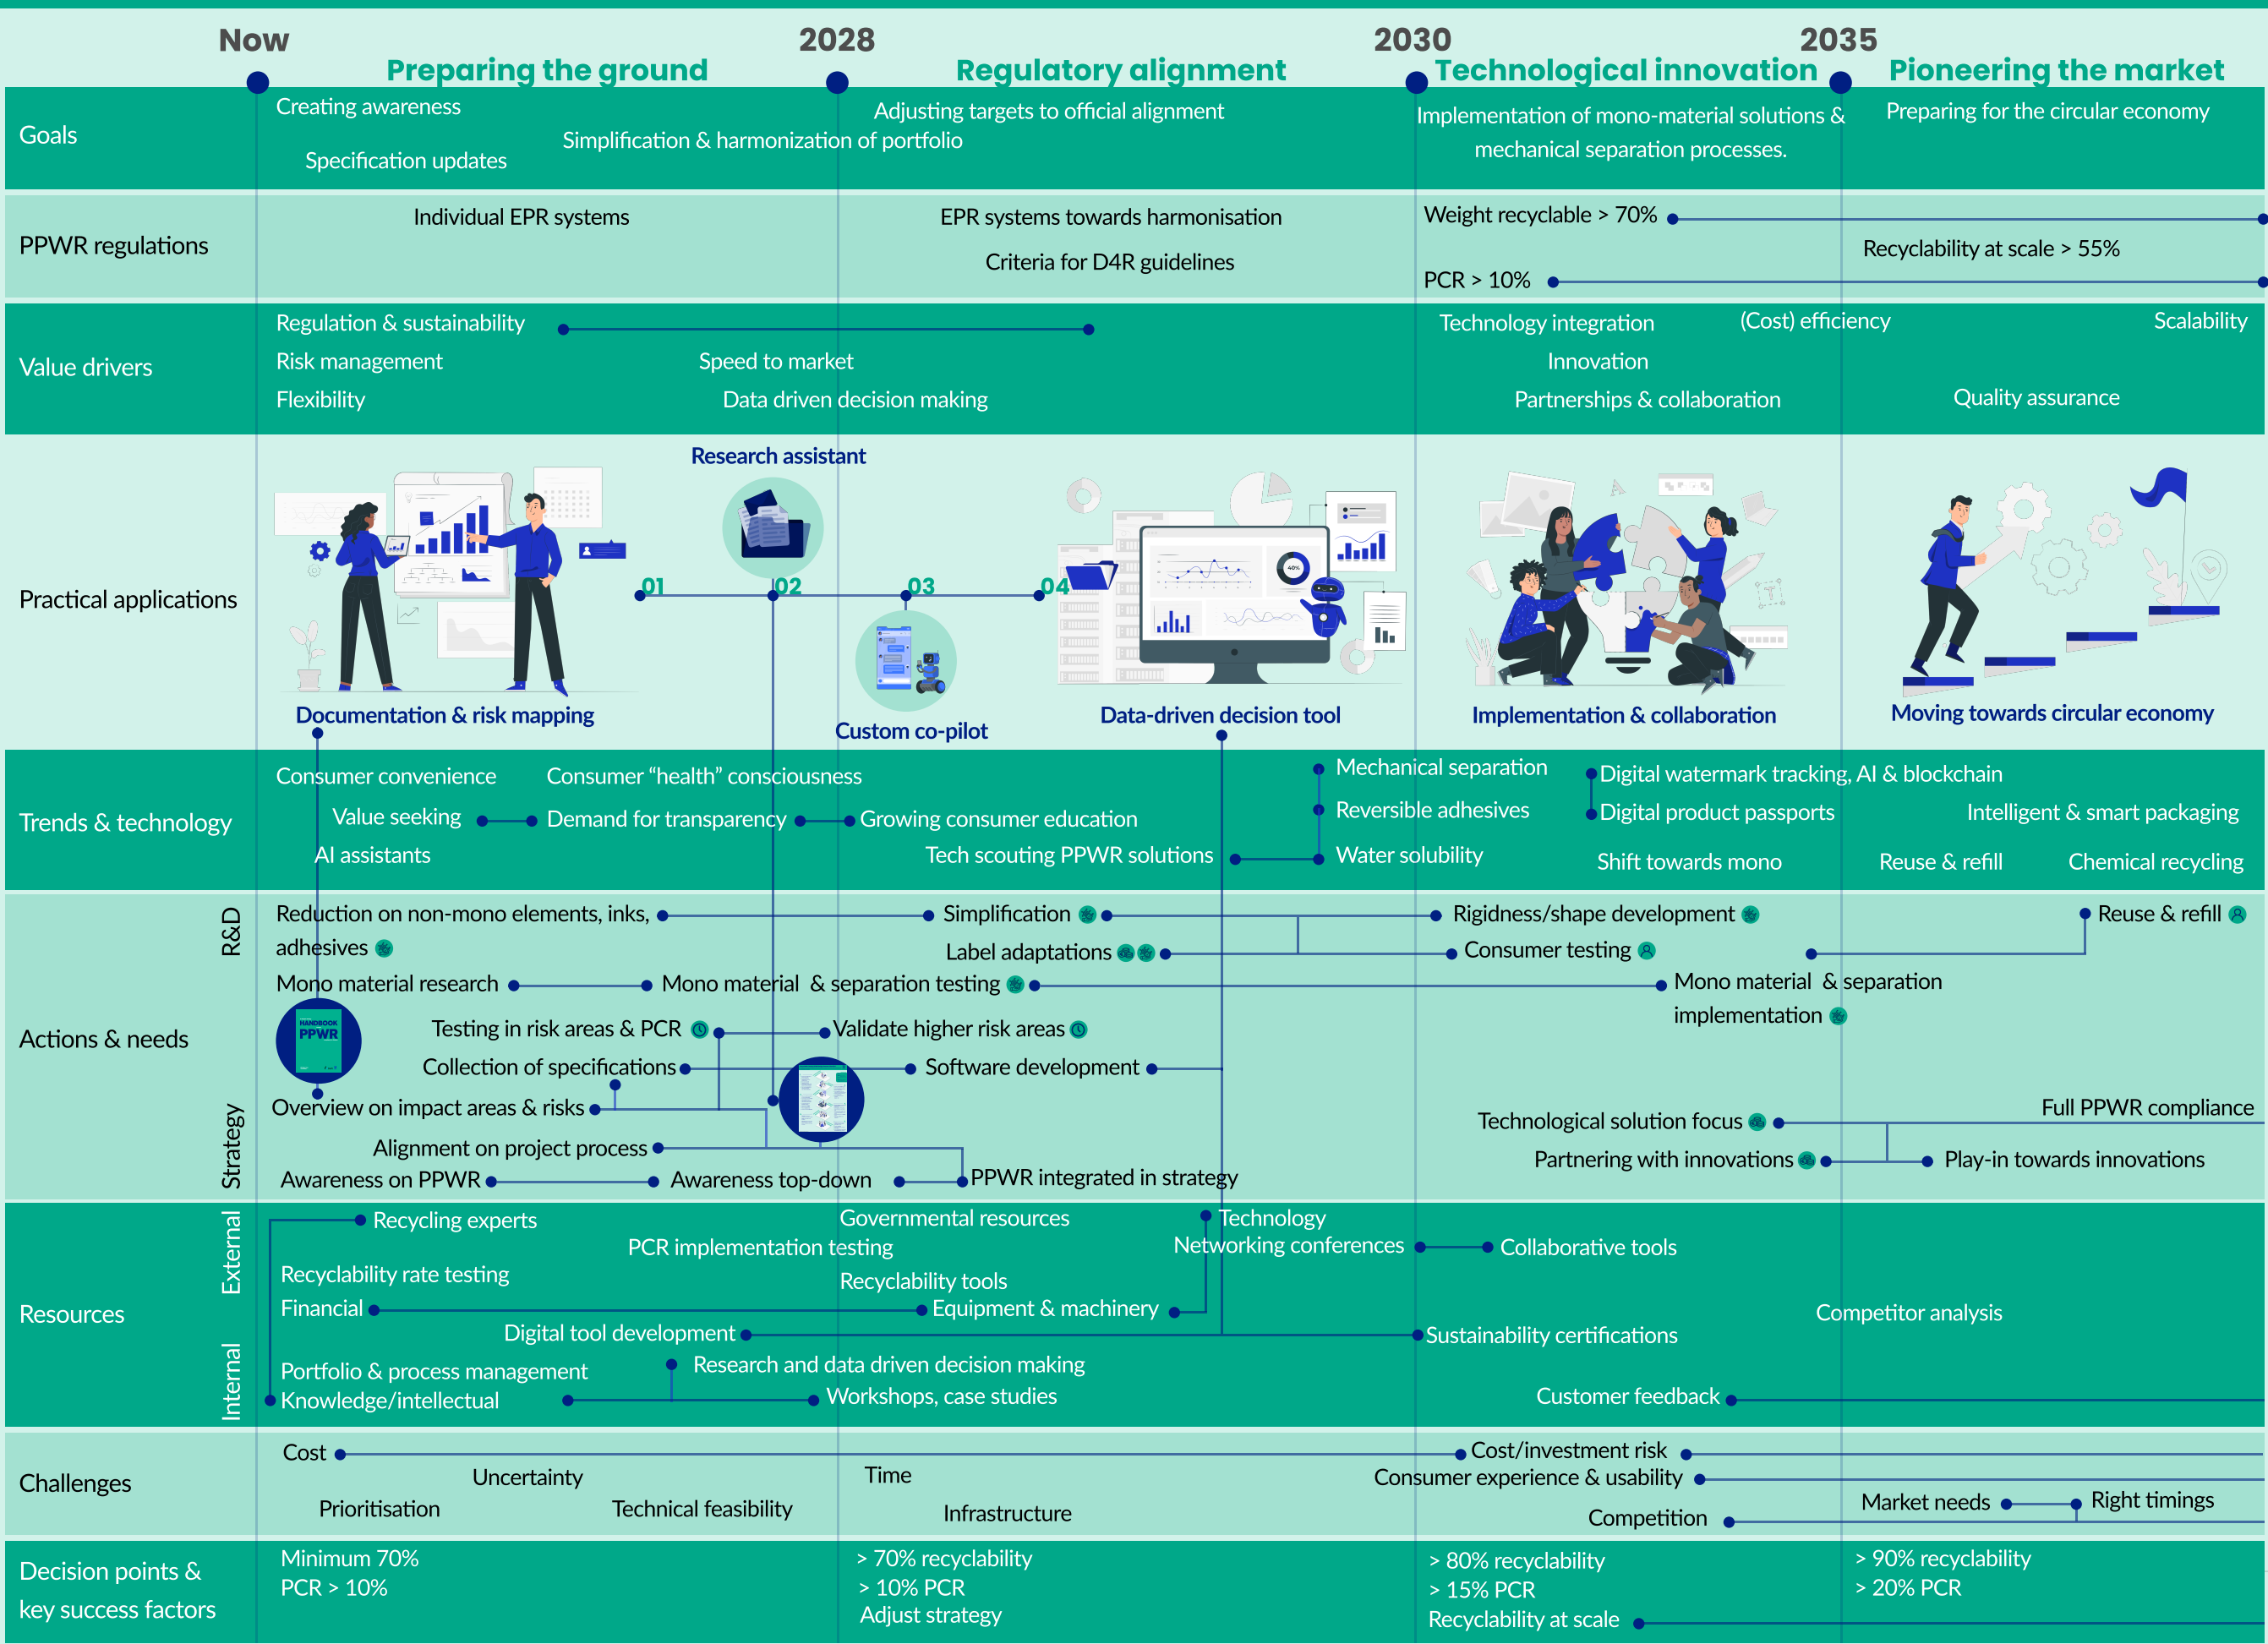 Now
2028
2030
2035
Preparing the ground
Regulatory alignment
Technological innovation
Pioneering the market
Goals
Creating awareness
Specification updates
Simplification & harmonization of portfolio
Adjusting targets to official alignment
Implementation of mono-material solutions &
mechanical separation processes.
Preparing for the circular economy
PPWR regulations
Individual EPR systems
EPR systems towards harmonisation
Criteria for D4R guidelines
Weight recyclable > 70%
Recyclability at scale > 55%
PCR > 10%
Value drivers
Regulation & sustainability
Risk management
Flexibility
Speed to market
Data driven decision making
Technology integration
(Cost) efficiency
Scalability
Innovation
Partnerships & collaboration
Quality assurance
Practical applications
Research assistant
01
02
03
04
40%
Documentation & risk mapping
Custom co-pilot
Data-driven decision tool
Implementation & collaboration
Moving towards circular economy
Trends & technology
Consumer convenience
Consumer “health” consciousness
Value seeking
Demand for transparency
Growing consumer education
AI assistants
Tech scouting PPWR solutions
Mechanical separation
Reversible adhesives
Water solubility
Digital watermark tracking, AI & blockchain
Digital product passports
Intelligent & smart packaging
Shift towards mono
Reuse & refill
Chemical recycling
Actions & needs
R&D
Strategy
Reduction on non-mono elements, inks,
adhesives
Simplification
Rigidness/shape development
Reuse & refill
Label adaptations
Consumer testing
Mono material research
Mono material & separation testing
Mono material & separation
implementation
HANDBOOK
PPWR
Testing in risk areas & PCR
Validate higher risk areas
Collection of specifications
Software development
Overview on impact areas & risks
Technological solution focus
Full PPWR compliance
Alignment on project process
Partnering with innovations
Play-in towards innovations
Awareness on PPWR
Awareness top-down
PPWR integrated in strategy
Resources
External
Internal
Recycling experts
Governmental resources
Technology
PCR implementation testing
Networking conferences
Collaborative tools
Recyclability rate testing
Recyclability tools
Financial
Equipment & machinery
Competitor analysis
Digital tool development
Sustainability certifications
Portfolio & process management
Research and data driven decision making
Knowledge/intellectual
Workshops, case studies
Customer feedback
Challenges
Cost
Cost/investment risk
Uncertainty
Time
Consumer experience & usability
Prioritisation
Technical feasibility
Infrastructure
Market needs
Right timings
Competition
Decision points &
key success factors
Minimum 70%
PCR > 10%
> 70% recyclability
> 10% PCR
Adjust strategy
> 80% recyclability
> 15% PCR
Recyclability at scale
> 90% recyclability
> 20% PCR